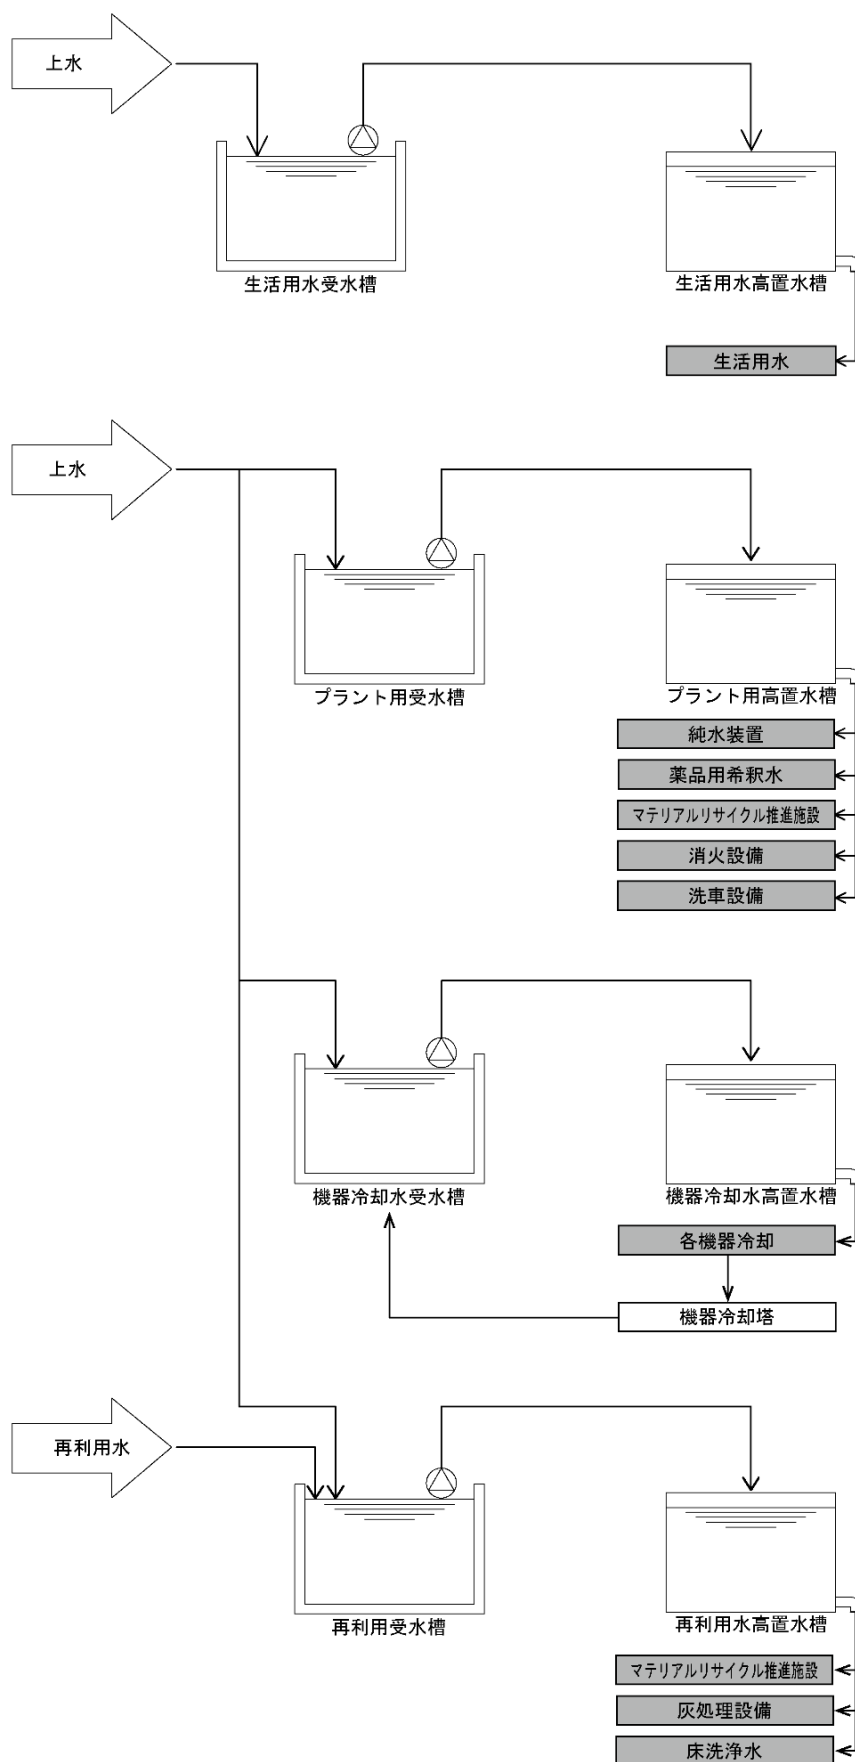 上水
生活用水受水槽
生活用水高置水槽
生活用水
上水
プラント用受水槽
プラント用高置水槽
純水装置
薬品用希釈水
マテリアルリサイクル推進施設
消火設備
洗車設備
機器冷却水受水槽
機器冷却水高置水槽
各機器冷却
機器冷却塔
再利用水
再利用受水槽
再利用水高置水槽
マテリアルリサイクル推進施設
灰処理設備
床洗浄水